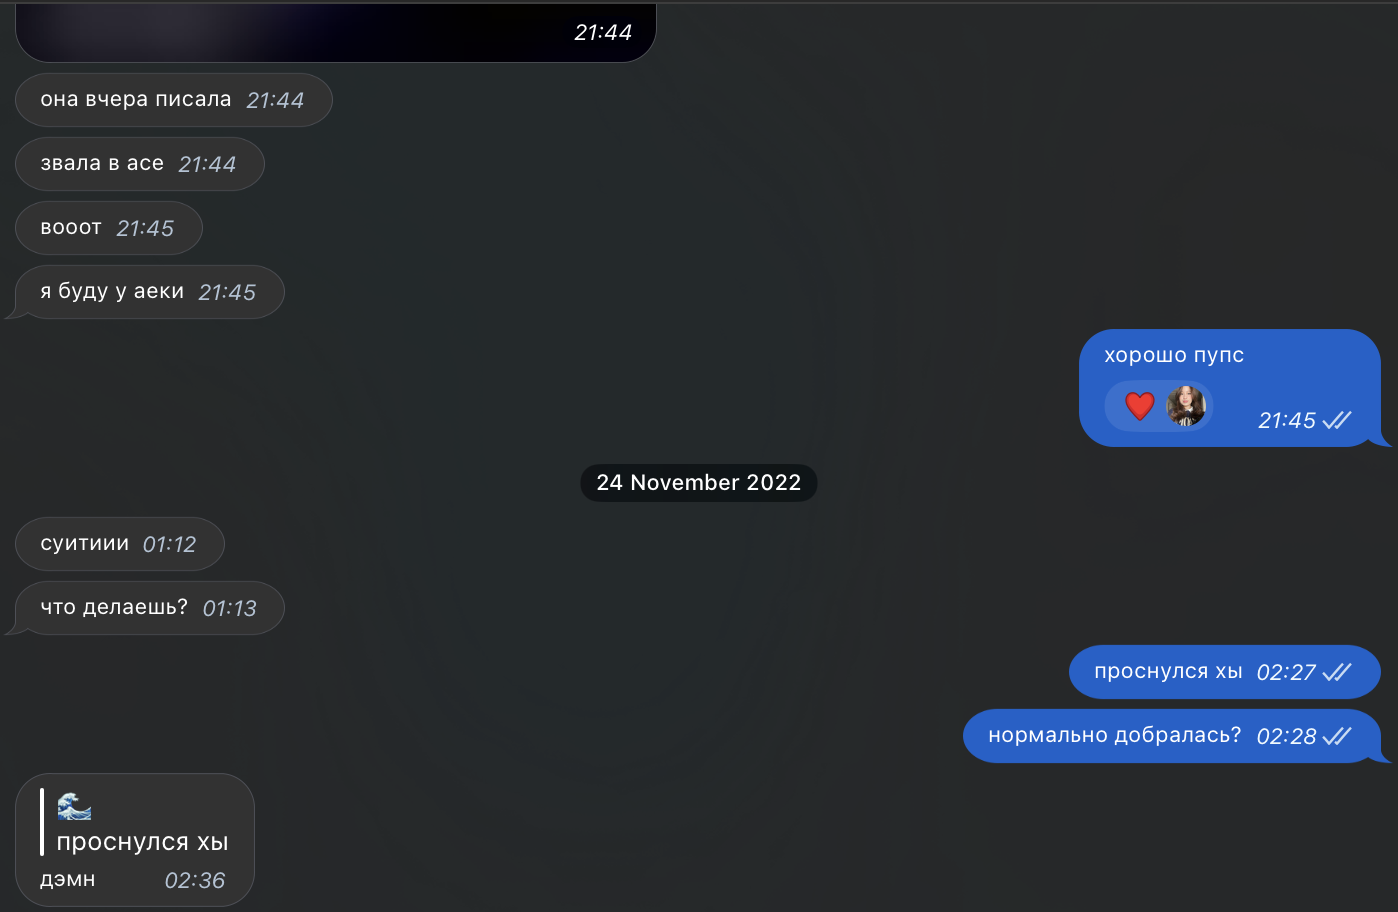 21:44
она вчера писала 21:44
звала в асе 21:44
вооот 21:45
я буду у аеки 21:45
хорошо пупс
❤️ 21:45
24 November 2022
суитиии 01:12
что делаешь? 01:13
проснулся хы 02:27
нормально добралась? 02:28
🌊
проснулся хы
дэмн 02:36